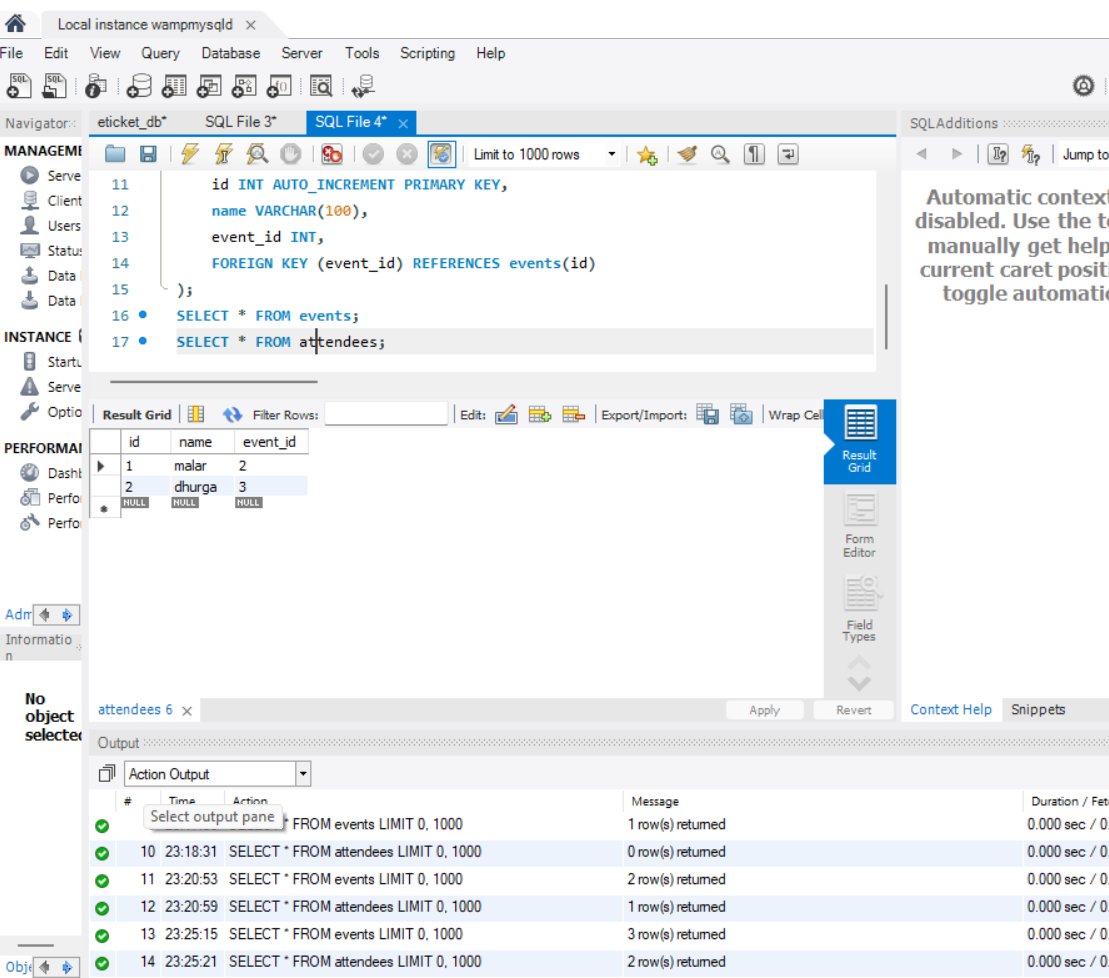 Local instance wampmysqld
File Edit View Query Database Server Tools Scripting Help
Navigator
eticket_db* SQL File 3* SQL File 4*
SQLAdditions
MANAGEME
Serve
Client
Users
Status
Data
Data
INSTANCE
Startu
Serve
Optio
PERFORMAN
Dashb
Perfo
Perfo
Adm
Informatio
n
No
object
selected
Obje
Limit to 1000 rows
11 id INT AUTO_INCREMENT PRIMARY KEY,
12 name VARCHAR(100),
13 event_id INT,
14 FOREIGN KEY (event_id) REFERENCES events(id)
15 );
16 SELECT * FROM events;
17 SELECT * FROM attendees;
Result Grid Filter Rows: Edit: Export/Import: Wrap Cell
id name event_id
1 malar 2
2 dhurga 3
NULL NULL NULL
Result
Grid
Form
Editor
Field
Types
attendees 6 Apply Revert
Jump to
Automatic context
disabled. Use the to
manually get help
current caret positi
toggle automatic
Context Help Snippets
Output
Action Output
# Time Action Message Duration / Fet
Select output pane
* FROM events LIMIT 0, 1000 1 row(s) returned 0.000 sec / 0.
10 23:18:31 SELECT * FROM attendees LIMIT 0, 1000 0 row(s) returned 0.000 sec / 0.
11 23:20:53 SELECT * FROM events LIMIT 0, 1000 2 row(s) returned 0.000 sec / 0.
12 23:20:59 SELECT * FROM attendees LIMIT 0, 1000 1 row(s) returned 0.000 sec / 0.
13 23:25:15 SELECT * FROM events LIMIT 0, 1000 3 row(s) returned 0.000 sec / 0.
14 23:25:21 SELECT * FROM attendees LIMIT 0, 1000 2 row(s) returned 0.000 sec / 0.